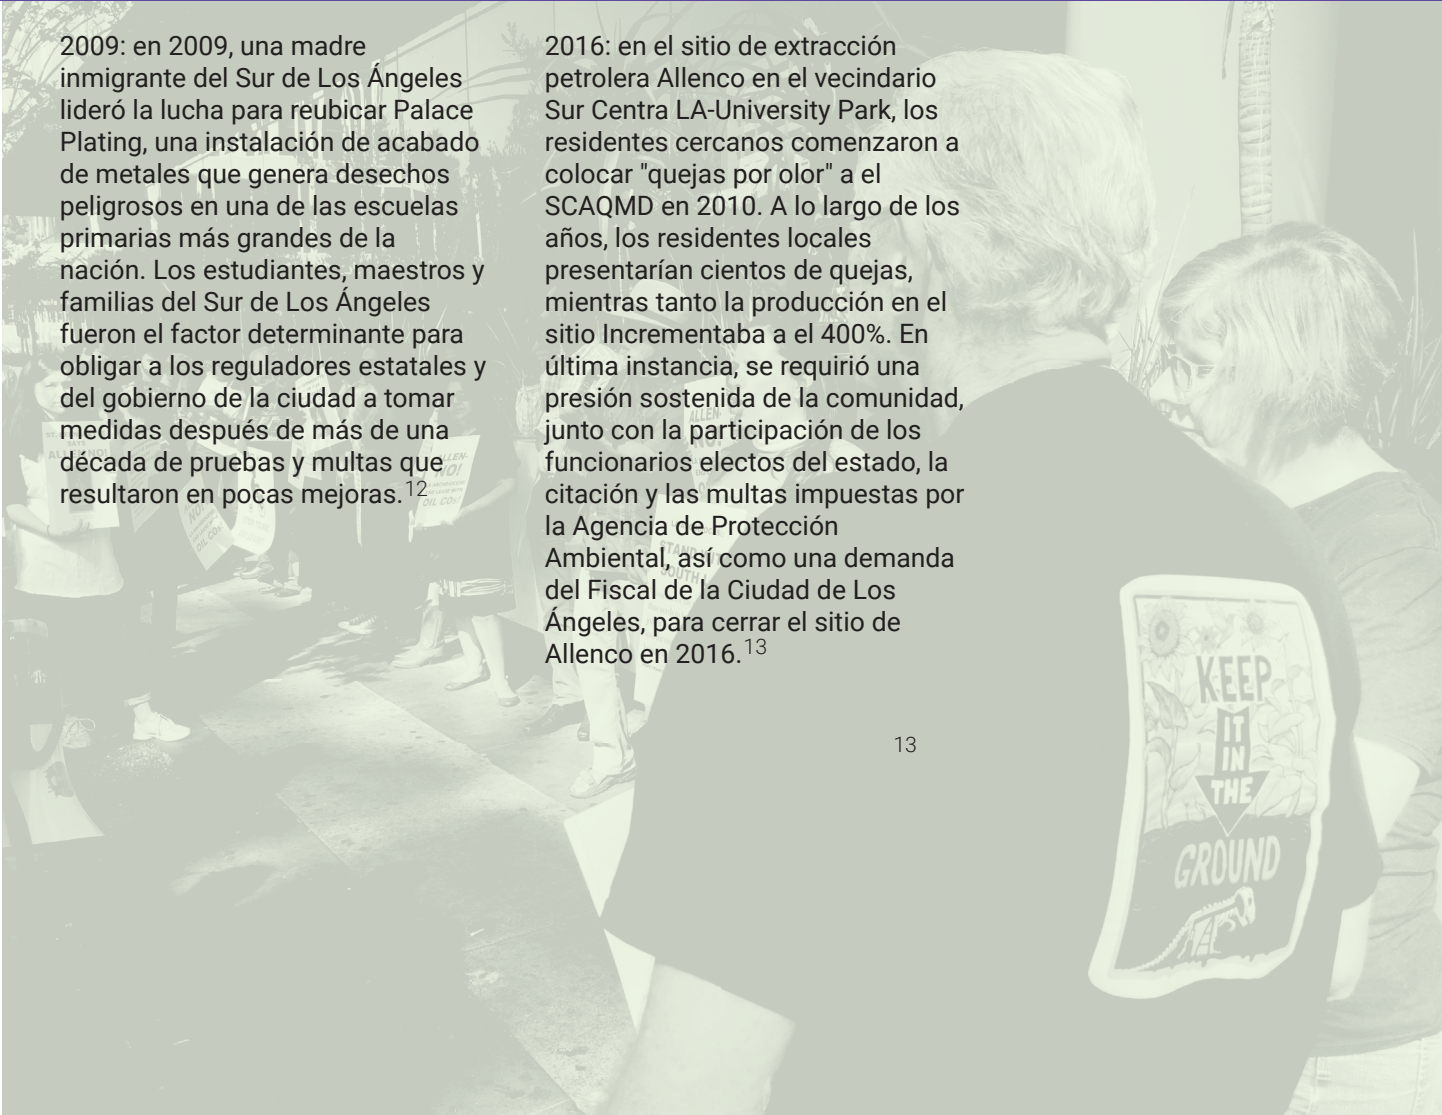 2009: en 2009, una madre
inmigrante del Sur de Los Ángeles
lideró la lucha para reubicar Palace
Plating, una instalación de acabado
de metales que genera desechos
peligrosos en una de las escuelas
primarias más grandes de la
nación. Los estudiantes, maestros y
familias del Sur de Los Ángeles
fueron el factor determinante para
obligar a los reguladores estatales y
del gobierno de la ciudad a tomar
medidas después de más de una
década de pruebas y multas que
resultaron en pocas mejoras.12
2016: en el sitio de extracción
petrolera Allenco en el vecindario
Sur Centra LA-University Park, los
residentes cercanos comenzaron a
colocar "quejas por olor" a el
SCAQMD en 2010. A lo largo de los
años, los residentes locales
presentarían cientos de quejas,
mientras tanto la producción en el
sitio Incrementaba a el 400%. En
última instancia, se requirió una
presión sostenida de la comunidad,
junto con la participación de los
funcionarios electos del estado, la
citación y las multas impuestas por
la Agencia de Protección
Ambiental, así como una demanda
del Fiscal de la Ciudad de Los
Ángeles, para cerrar el sitio de
Allenco en 2016.13
13
KEEP
IT
IN
THE
GROUND